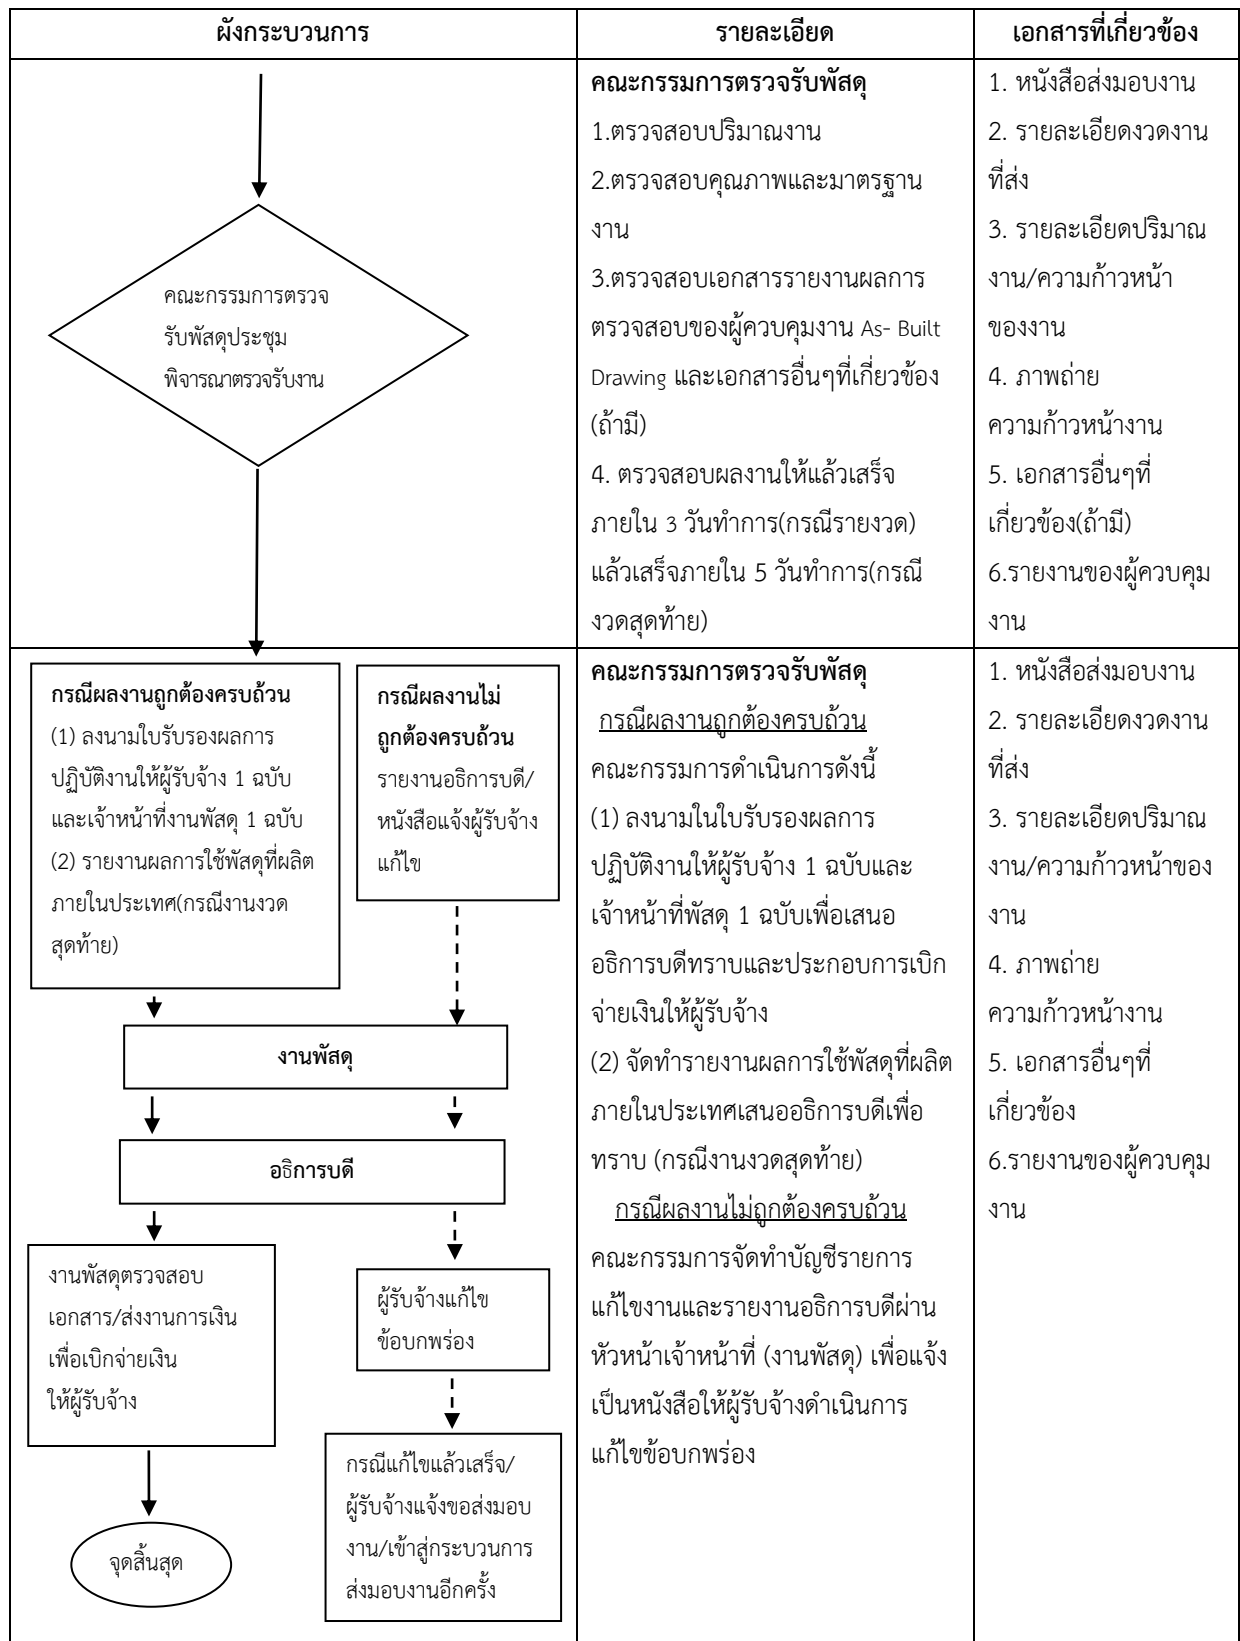 ผังกระบวนการ
รายละเอียด
เอกสารที่เกี่ยวข้อง
คณะกรรมการตรวจ
รับพัสดุประชุม
พิจารณาตรวจรับงาน
คณะกรรมการตรวจรับพัสดุ
1.ตรวจสอบปริมาณงาน
2.ตรวจสอบคุณภาพและมาตรฐาน
งาน
3.ตรวจสอบเอกสารรายงานผลการ
ตรวจสอบของผู้ควบคุมงาน As- Built
Drawing และเอกสารอื่นๆที่เกี่ยวข้อง
(ถ้ามี)
4. ตรวจสอบผลงานให้แล้วเสร็จ
ภายใน 3 วันทำการ(กรณีรายงวด)
แล้วเสร็จภายใน 5 วันทำการ(กรณี
งวดสุดท้าย)
1. หนังสือส่งมอบงาน
2. รายละเอียดงวดงาน
ที่ส่ง
3. รายละเอียดปริมาณ
งาน/ความก้าวหน้า
ของงาน
4. ภาพถ่าย
ความก้าวหน้างาน
5. เอกสารอื่นๆที่
เกี่ยวข้อง(ถ้ามี)
6.รายงานของผู้ควบคุม
งาน
กรณีผลงานถูกต้องครบถ้วน
(1) ลงนามใบรับรองผลการ
ปฏิบัติงานให้ผู้รับจ้าง 1 ฉบับ
และเจ้าหน้าที่งานพัสดุ 1 ฉบับ
(2) รายงานผลการใช้พัสดุที่ผลิต
ภายในประเทศ(กรณีงานงวด
สุดท้าย)
กรณีผลงานไม่
ถูกต้องครบถ้วน
รายงานอธิการบดี/
หนังสือแจ้งผู้รับจ้าง
แก้ไข
งานพัสดุ
อธิการบดี
งานพัสดุตรวจสอบ
เอกสาร/ส่งงานการเงิน
เพื่อเบิกจ่ายเงิน
ให้ผู้รับจ้าง
ผู้รับจ้างแก้ไข
ข้อบกพร่อง
กรณีแก้ไขแล้วเสร็จ/
ผู้รับจ้างแจ้งขอส่งมอบ
งาน/เข้าสู่กระบวนการ
ส่งมอบงานอีกครั้ง
จุดสิ้นสุด
คณะกรรมการตรวจรับพัสดุ
กรณีผลงานถูกต้องครบถ้วน
คณะกรรมการดำเนินการดังนี้
(1) ลงนามในใบรับรองผลการ
ปฏิบัติงานให้ผู้รับจ้าง 1 ฉบับและ
เจ้าหน้าที่พัสดุ 1 ฉบับเพื่อเสนอ
อธิการบดีทราบและประกอบการเบิก
จ่ายเงินให้ผู้รับจ้าง
(2) จัดทำรายงานผลการใช้พัสดุที่ผลิต
ภายในประเทศเสนออธิการบดีเพื่อ
ทราบ (กรณีงานงวดสุดท้าย)
กรณีผลงานไม่ถูกต้องครบถ้วน
คณะกรรมการจัดทำบัญชีรายการ
แก้ไขงานและรายงานอธิการบดีผ่าน
หัวหน้าเจ้าหน้าที่ (งานพัสดุ) เพื่อแจ้ง
เป็นหนังสือให้ผู้รับจ้างดำเนินการ
แก้ไขข้อบกพร่อง
1. หนังสือส่งมอบงาน
2. รายละเอียดงวดงาน
ที่ส่ง
3. รายละเอียดปริมาณ
งาน/ความก้าวหน้าของ
งาน
4. ภาพถ่าย
ความก้าวหน้างาน
5. เอกสารอื่นๆที่
เกี่ยวข้อง
6.รายงานของผู้ควบคุม
งาน